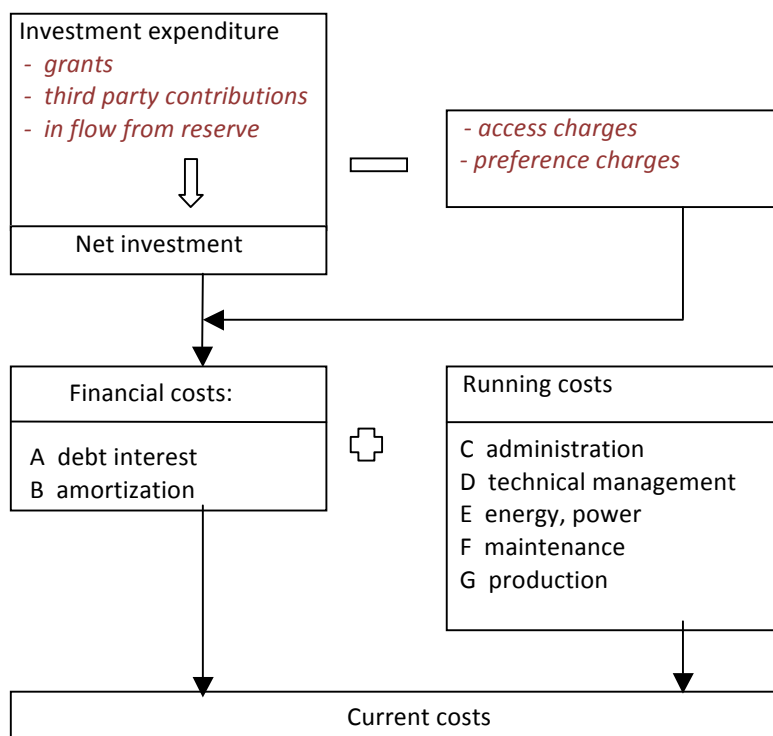 Investment expenditure
- grants
- third party contributions
- in flow from reserve
Net investment
- access charges
- preference charges
Financial costs:
A debt interest
B amortization
Running costs
C administration
D technical management
E energy, power
F maintenance
G production
Current costs